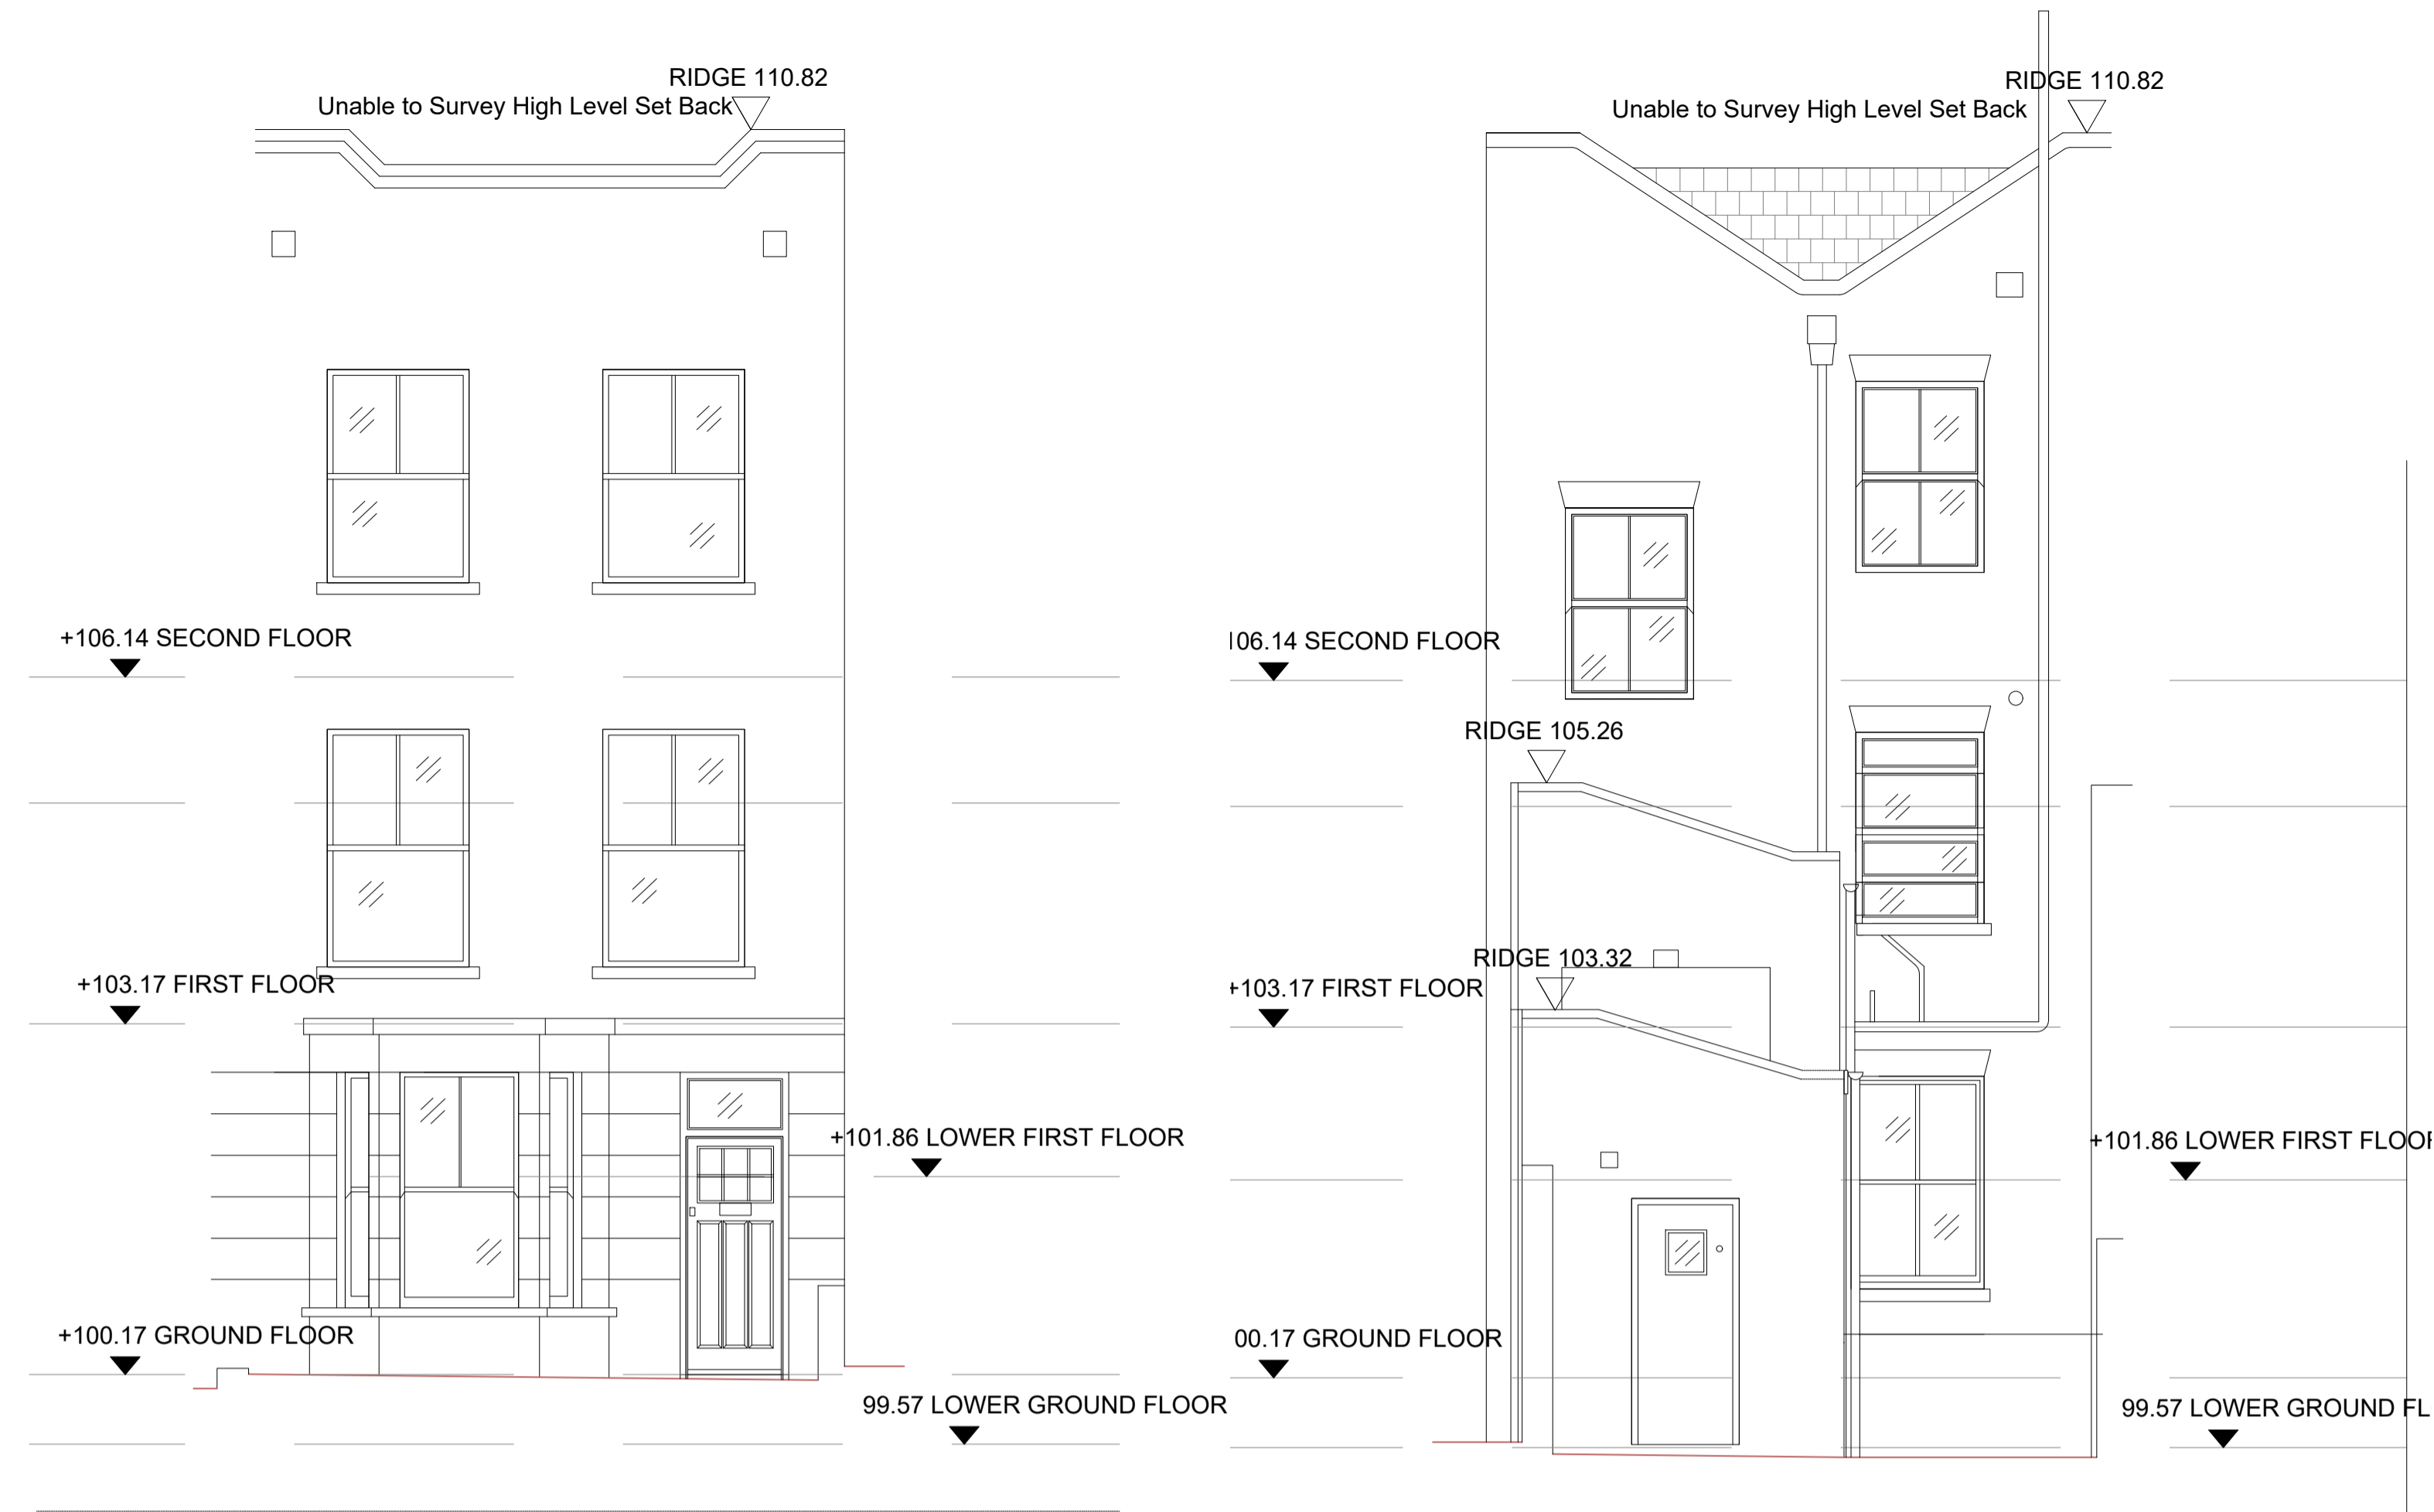 RIDGE 110.82
Unable to Survey High Level Set Back
+106.14 SECOND FLOOR
+103.17 FIRST FLOOR
+101.86 LOWER FIRST FLOOR
+100.17 GROUND FLOOR
99.57 LOWER GROUND FLOOR
RIDGE 110.82
Unable to Survey High Level Set Back
06.14 SECOND FLOOR
RIDGE 105.26
RIDGE 103.32
+103.17 FIRST FLOOR
+101.86 LOWER FIRST FLOO
00.17 GROUND FLOOR
99.57 LOWER GROUND FL